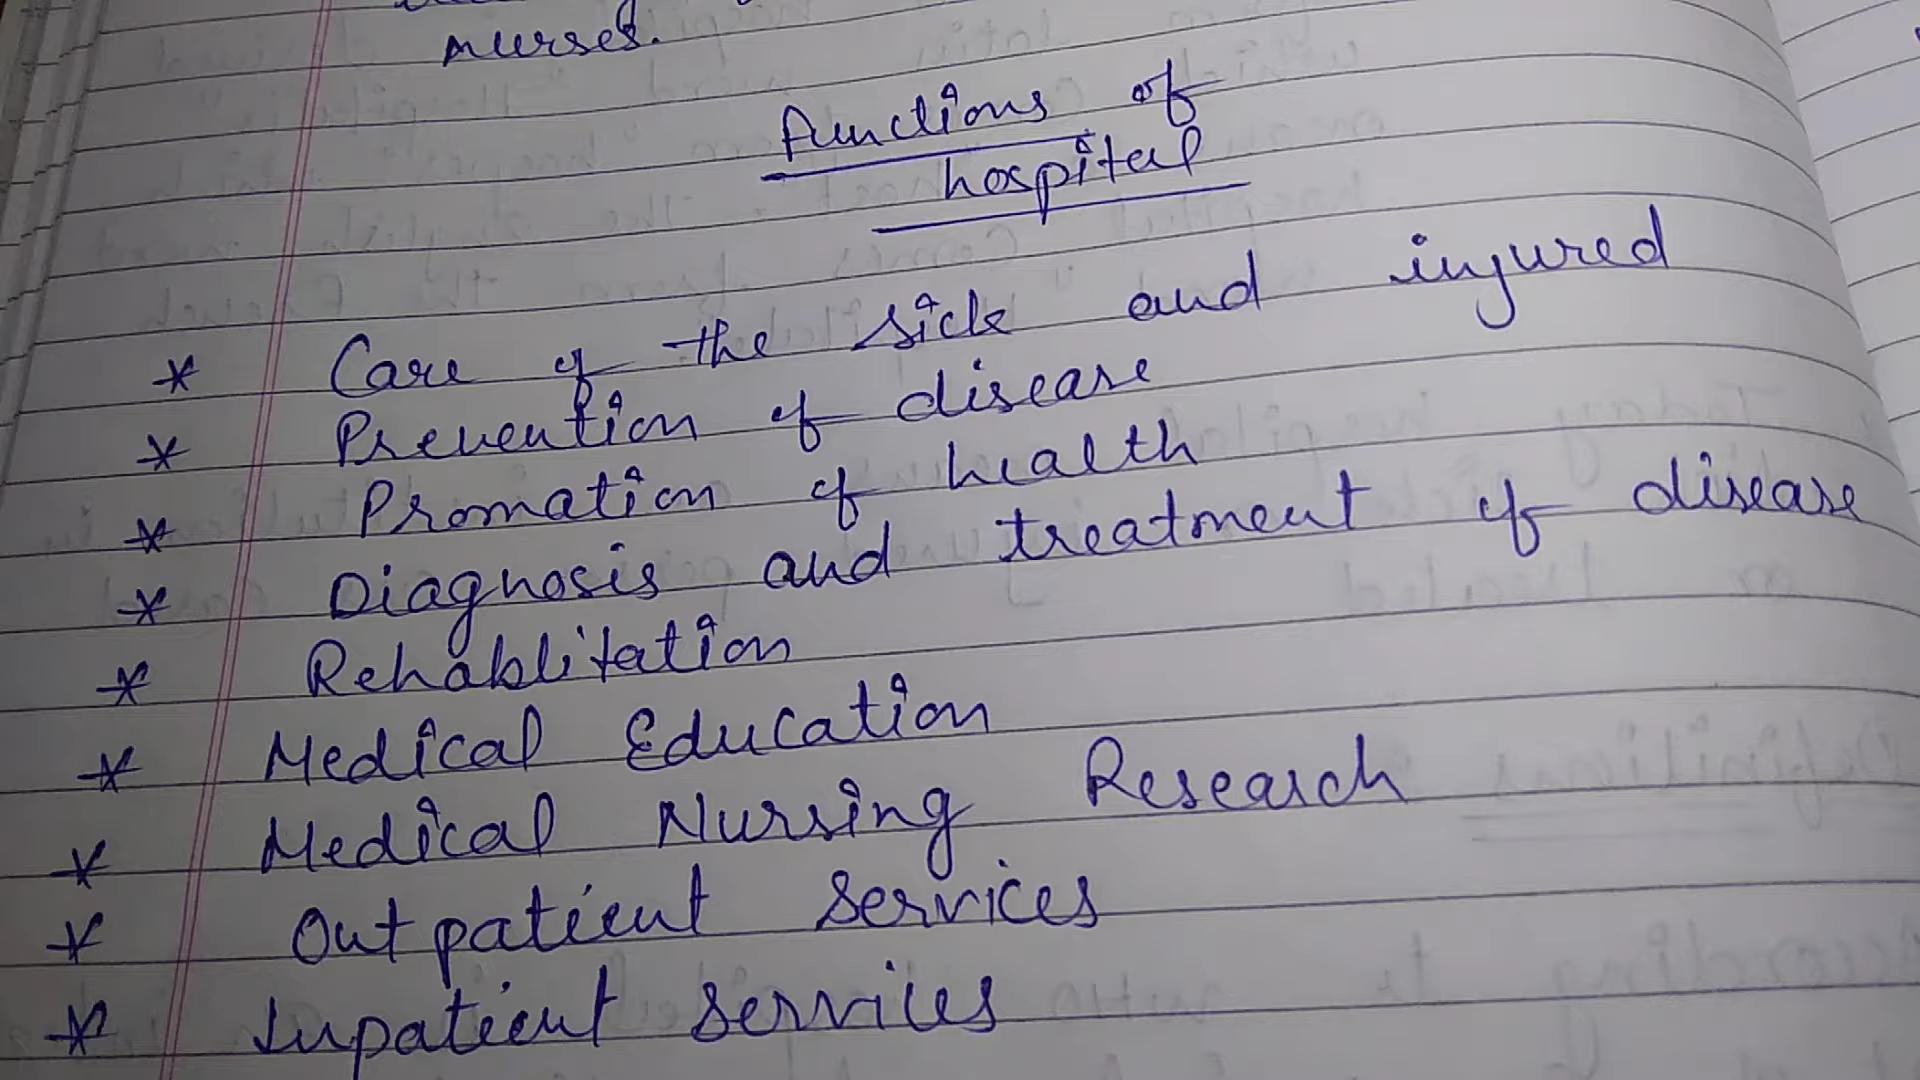 nurses.
functions of
hospital
* Care of the sick and injured
* Prevention of disease
* Promation of health
* Diagnosis and treatment of disease
* Rehablitation
* Medical Education
* Medical Nursing Research
* Outpatient Services
* Inpatient services